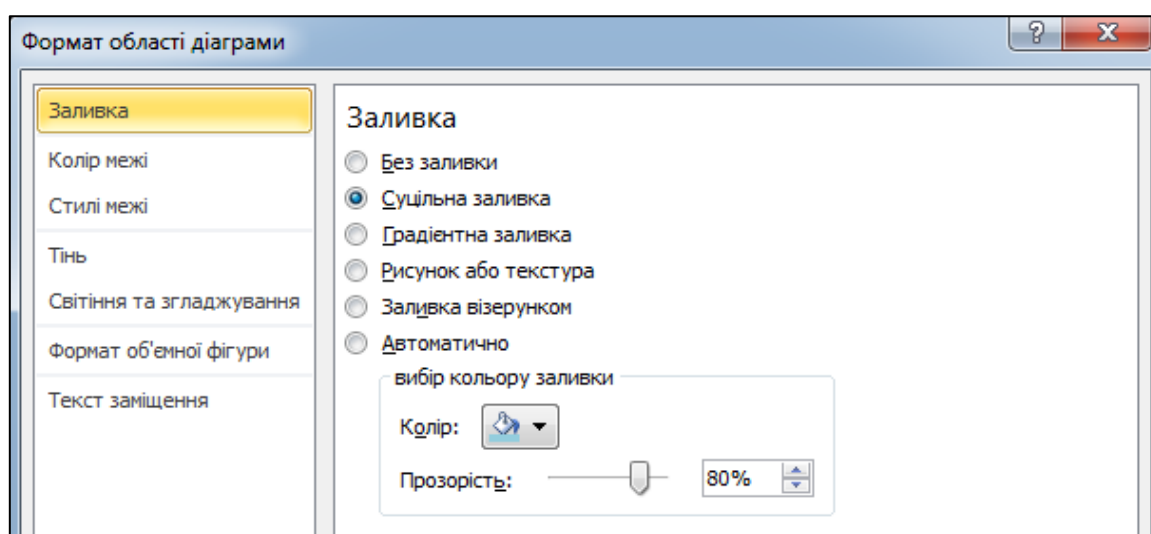 Формат області діаграми
Заливка
Колір межі
Стилі межі
Тінь
Світіння та згладжування
Формат об'ємної фігури
Текст заміщення
Заливка
Без заливки
Суцільна заливка
Градієнтна заливка
Рисунок або текстура
Заливка візерунком
Автоматично
вибір кольору заливки
Колір:
Прозорість: 80%